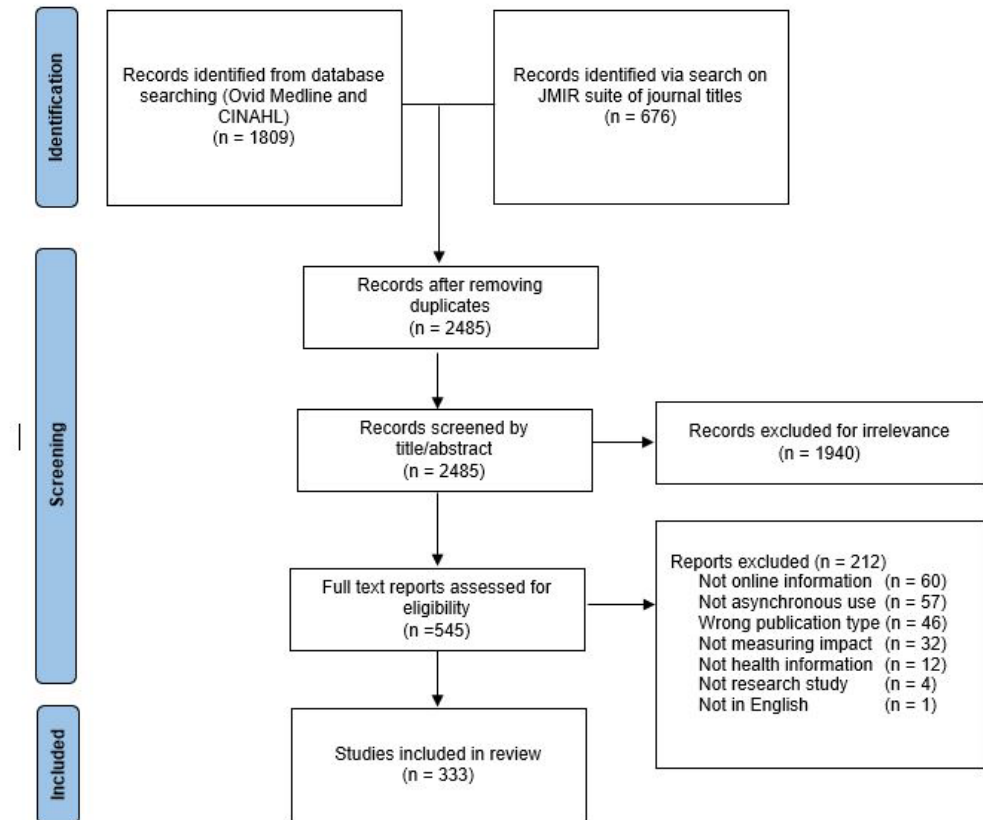 Identification
Records identified from database
searching (Ovid Medline and
CINAHL)
(n = 1809)
Records identified via search on
JMIR suite of journal titles
(n = 676)
Screening
Records after removing
duplicates
(n = 2485)
Records screened by
title/abstract
(n = 2485)
Records excluded for irrelevance
(n = 1940)
Full text reports assessed for
eligibility
(n =545)
Reports excluded (n = 212)
Not online information (n = 60)
Not asynchronous use (n = 57)
Wrong publication type (n = 46)
Not measuring impact (n = 32)
Not health information (n = 12)
Not research study (n = 4)
Not in English (n = 1)
Included
Studies included in review
(n = 333)